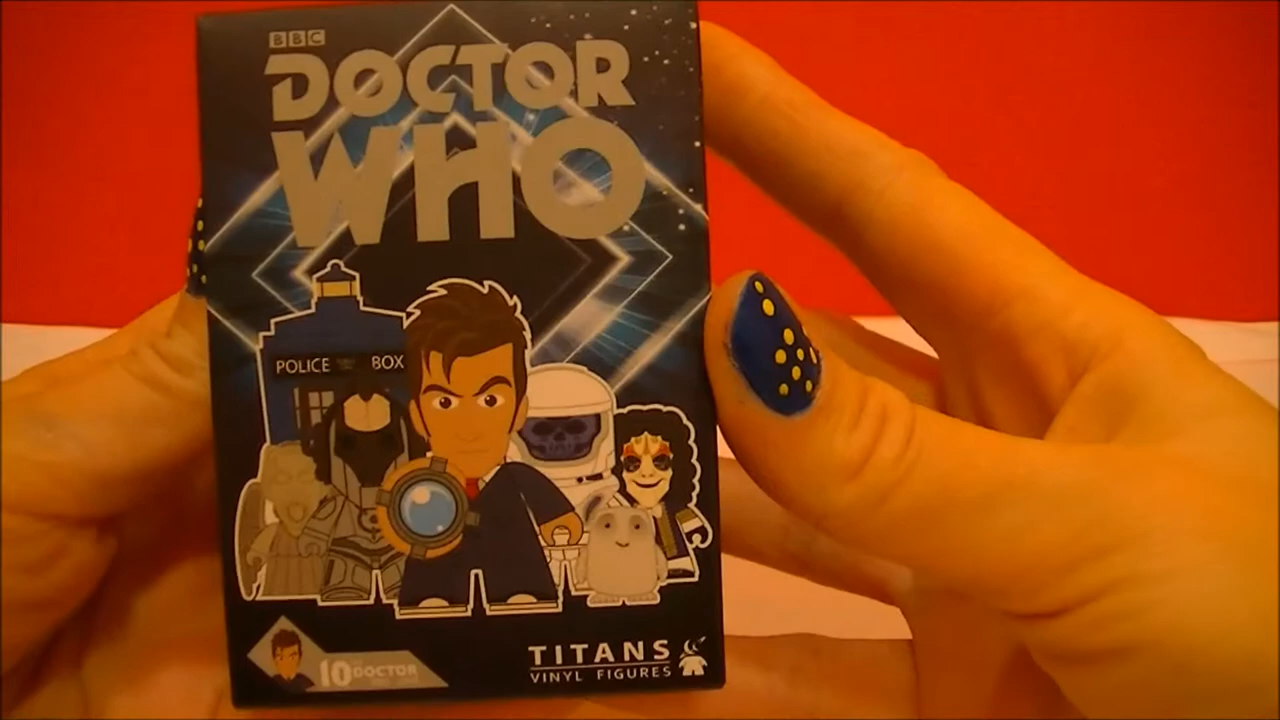 BBC
DOCTOR
WHO
POLICE BOX
10 DOCTOR
TITANS
VINYL FIGURES